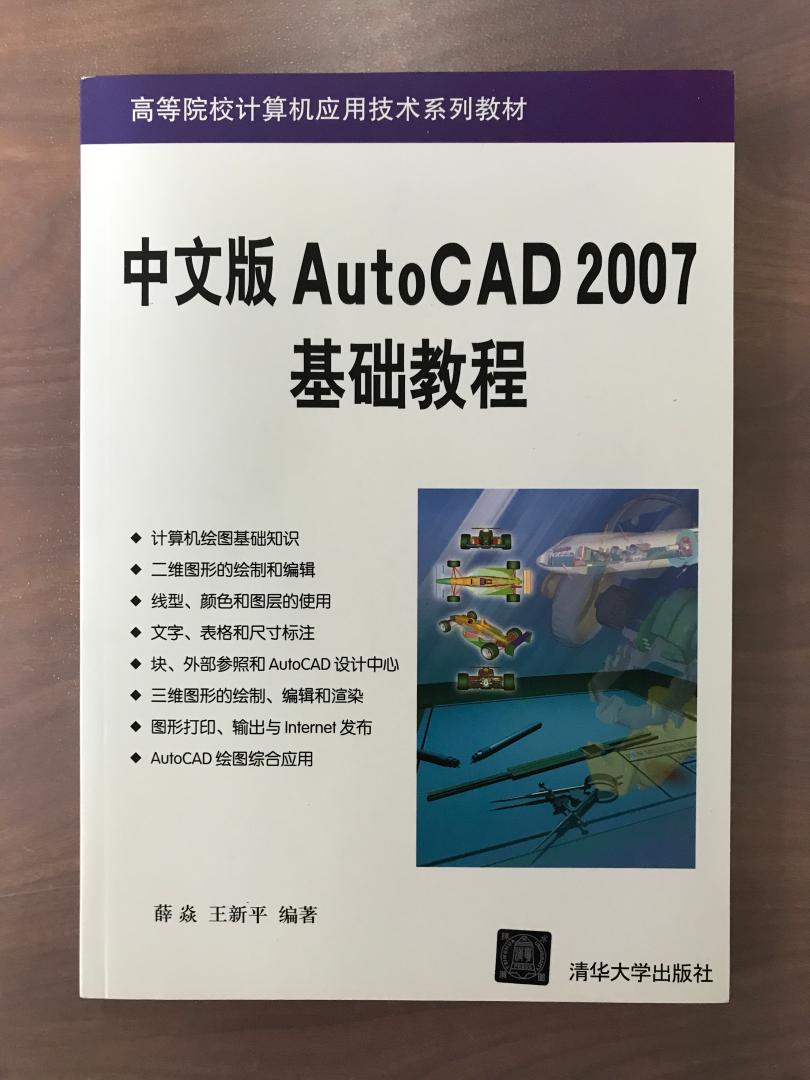 高等院校计算机应用技术系列教材
中文版 AutoCAD 2007
基础教程
◆ 计算机绘图基础知识
◆ 二维图形的绘制和编辑
◆ 线型、颜色和图层的使用
◆ 文字、表格和尺寸标注
◆ 块、外部参照和 AutoCAD 设计中心
◆ 三维图形的绘制、编辑和渲染
◆ 图形打印、输出与 Internet 发布
◆ AutoCAD 绘图综合应用
薛焱 王新平 编著
清华大学出版社